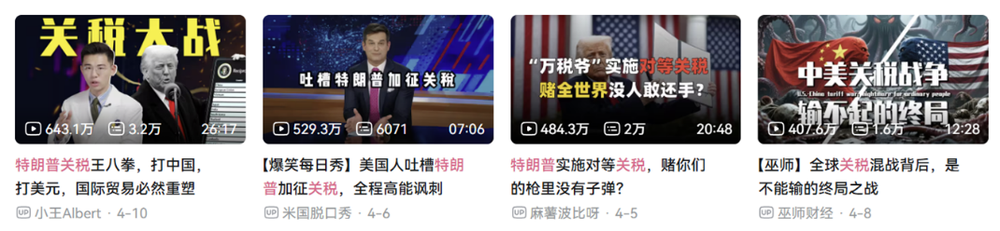 关税大战
643.1万 3.2万 26:17
特朗普关税王八拳，打中国，
打美元，国际贸易必然重塑
UP 小王Albert · 4-10
吐槽特朗普加征关税
529.3万 6071 07:06
【爆笑每日秀】美国人吐槽特朗
普加征关税，全程高能讽刺
UP 米国脱口秀 · 4-6
“万税爷”实施对等关税
赌全世界没人敢还手?
484.3万 2万 20:48
特朗普实施对等关税，赌你们
的枪里没有子弹?
UP 麻薯波比呀 · 4-5
中美关税战争
U.S. China tariff war, nightmare for ordinary people
输不起的终局
407.6万 1.6万 12:28
【巫师】全球关税混战背后，是
不能输的终局之战
UP 巫师财经 · 4-8